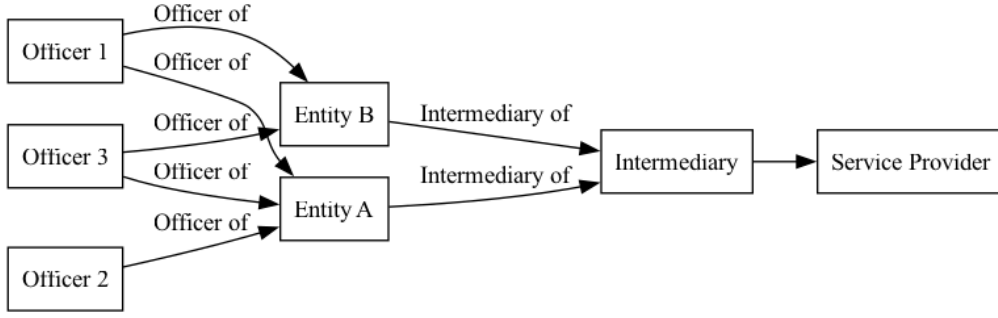 Officer of
Officer 1
Officer of
Entity B
Intermediary of
Officer of
Officer 3
Intermediary
Service Provider
Officer of
Intermediary of
Entity A
Officer of
Officer 2